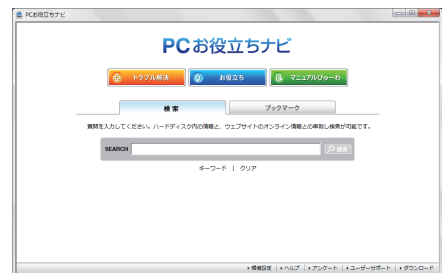 PCお役立ちナビ
PCお役立ちナビ
トラブル解決 お役立ち マニュアルびゅーわ
検索 ブックマーク
質問を入力してください。ハードディスク内の情報と、ウェブサイトのオンライン情報との串刺し検索が可能です。
SEARCH 検索
キーワード | クリア
環境設定 ヘルプ アンケート ユーザーサポート ダウンロード